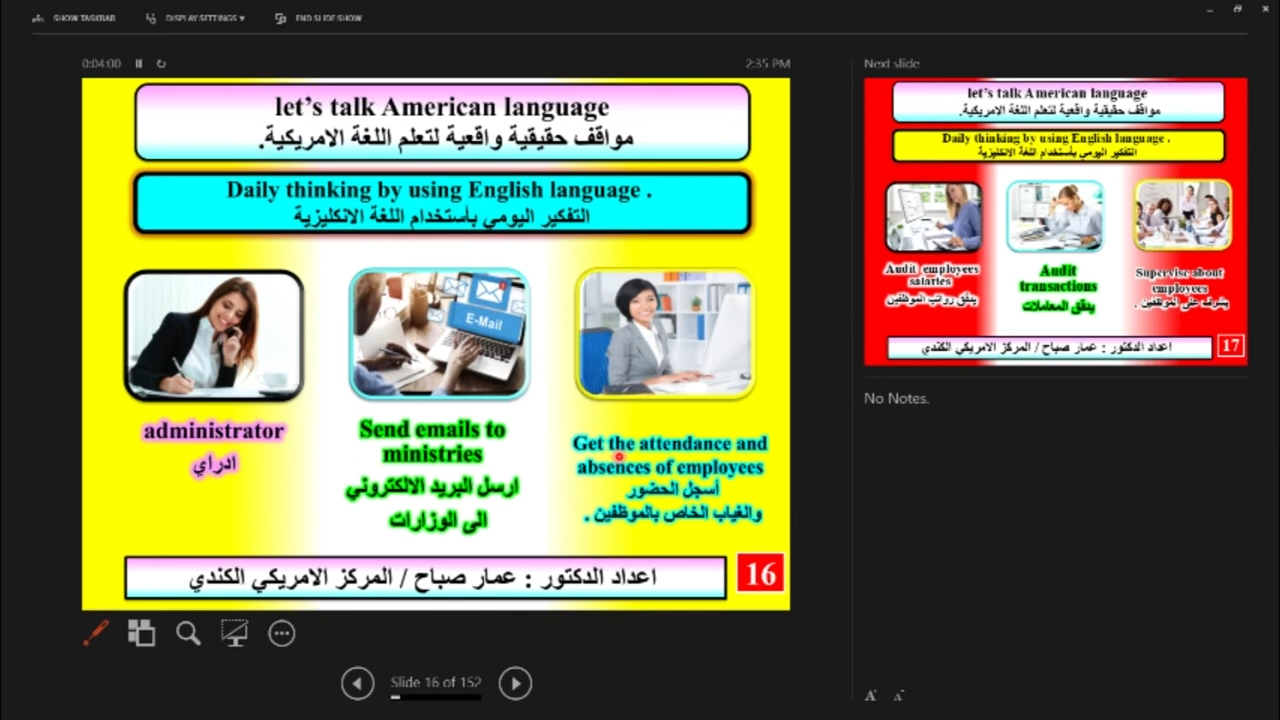 SHOW TASKBAR
DISPLAY SETTINGS ▼
END SLIDE SHOW
0:04:00
2:35 PM
let’s talk American language
مواقف حقيقية واقعية لتعلم اللغة الامريكية.
Daily thinking by using English language .
التفكير اليومي بأستخدام اللغة الانكليزية
E-Mail
administrator
ادراي
Send emails to
ministries
ارسل البريد الالكتروني
الى الوزارات
Get the attendance and
absences of employees
أسجل الحضور
والغياب الخاص بالموظفين .
اعداد الدكتور : عمار صباح / المركز الامريكي الكندي
16
Slide 16 of 152
Next slide
let’s talk American language
مواقف حقيقية واقعية لتعلم اللغة الامريكية.
Daily thinking by using English language .
التفكير اليومي بأستخدام اللغة الانكليزية
Audit employees
salaries
يدقق رواتب الموظفين
Audit
transactions
يدقق المعاملات
Supervise about
employees
يشرف على الموظفين .
اعداد الدكتور : عمار صباح / المركز الامريكي الكندي
17
No Notes.
A A